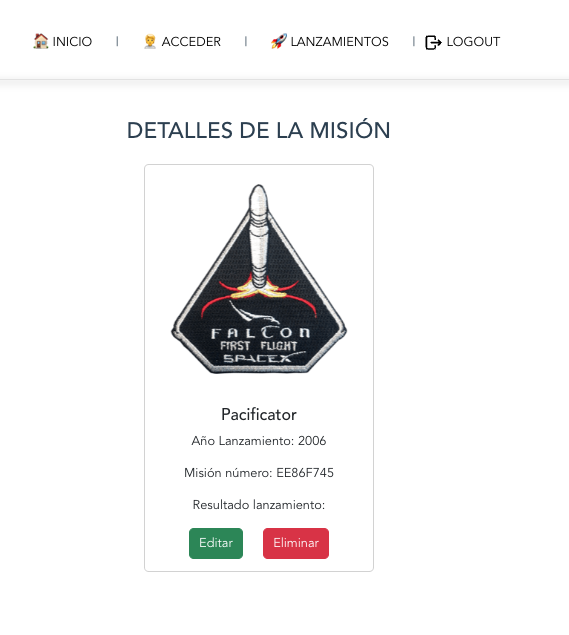 INICIO | ACCEDER | LANZAMIENTOS | LOGOUT
DETALLES DE LA MISIÓN
FALCON
FIRST FLIGHT
SPACEX
Pacificator
Año Lanzamiento: 2006
Misión número: EE86F745
Resultado lanzamiento:
Editar Eliminar